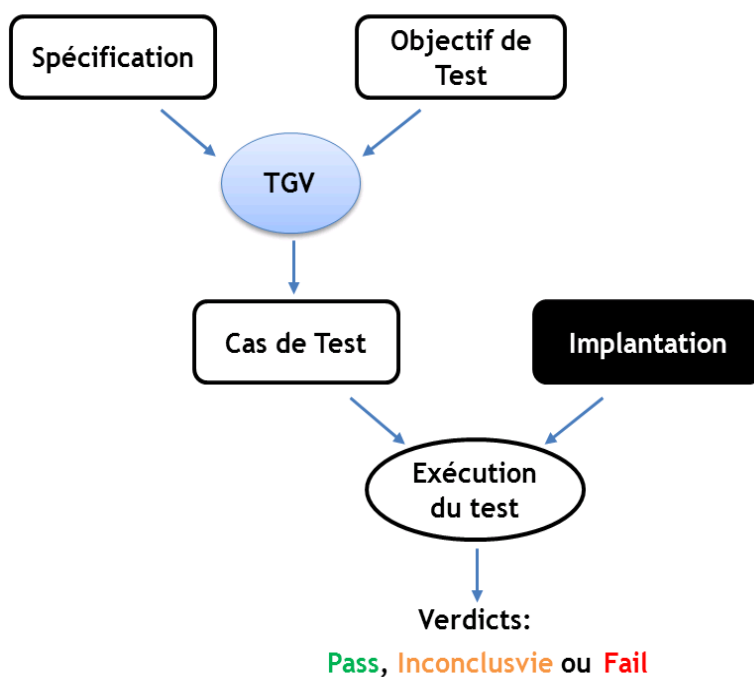 Spécification
Objectif de
Test
TGV
Cas de Test
Implantation
Exécution
du test
Verdicts:
Pass, Inconclusvie ou Fail